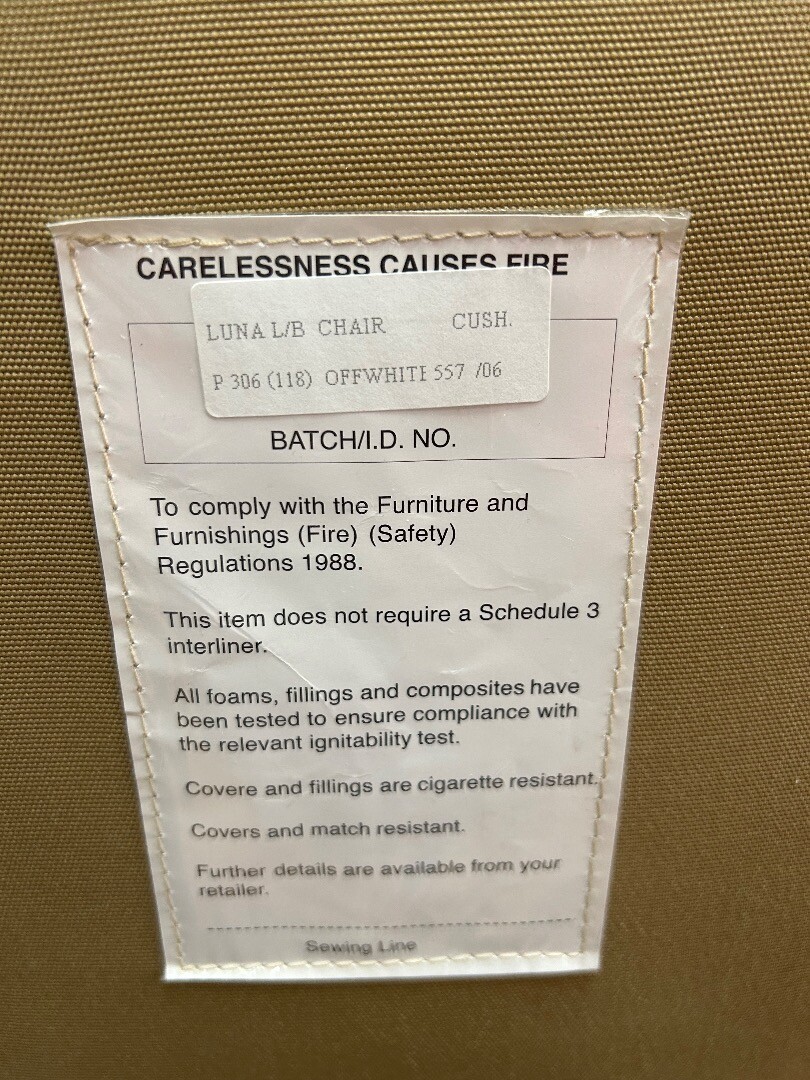 CARELESSNESS CAUSES FIRE
LUNA L/B CHAIR CUSH.
P 306 (118) OFFWHITE 557 /06
BATCH/I.D. NO.
To comply with the Furniture and
Furnishings (Fire) (Safety)
Regulations 1988.
This item does not require a Schedule 3
interliner.
All foams, fillings and composites have
been tested to ensure compliance with
the relevant ignitability test.
Covere and fillings are cigarette resistant.
Covers and match resistant.
Further details are available from your
retailer.
Sewing Line